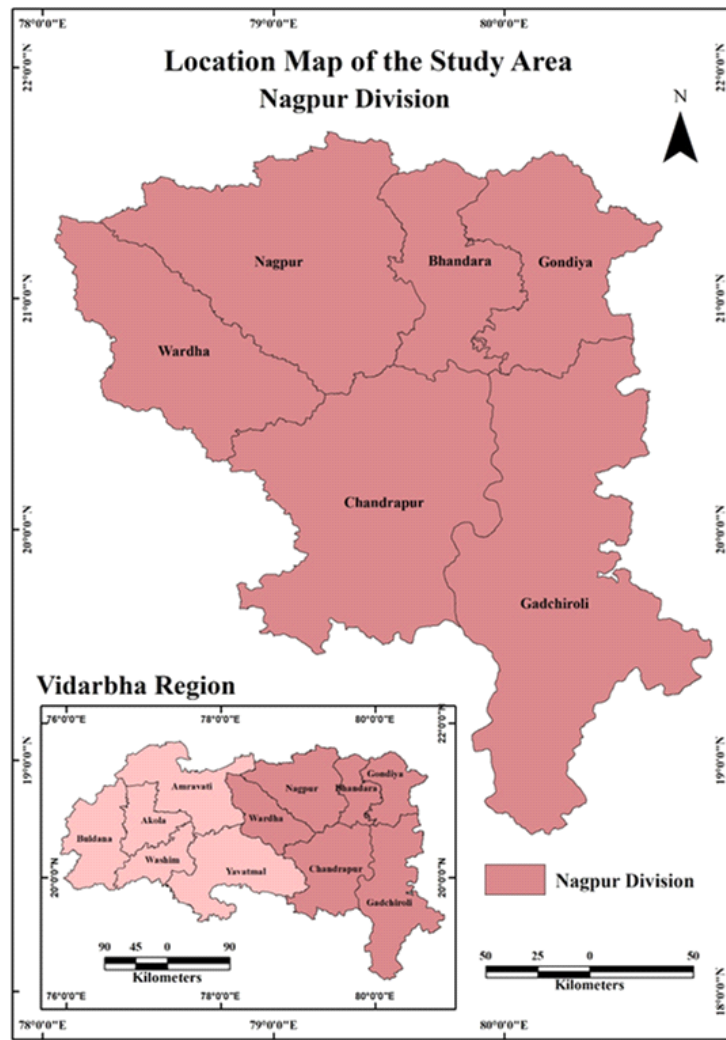 78°0'0"E 79°0'0"E 80°0'0"E
Location Map of the Study Area
Nagpur Division
N
22°0'0"N
22°0'0"N
Nagpur
Bhandara
Gondiya
21°0'0"N
21°0'0"N
Wardha
Chandrapur
20°0'0"N
20°0'0"N
Gadchiroli
Vidarbha Region
76°0'0"E 78°0'0"E 80°0'0"E
19°0'0"N
22°0'0"N
19°0'0"N
Amravati
Nagpur
Gondiya
Bhandara
Akola
Wardha
Buldana
Washim
Yavatmal
Chandrapur
20°0'0"N
20°0'0"N
Gadchiroli
Nagpur Division
90 45 0 90
Kilometers
50 25 0 50
Kilometers
76°0'0"E 78°0'0"E 80°0'0"E
18°0'0"N
78°0'0"E 79°0'0"E 80°0'0"E